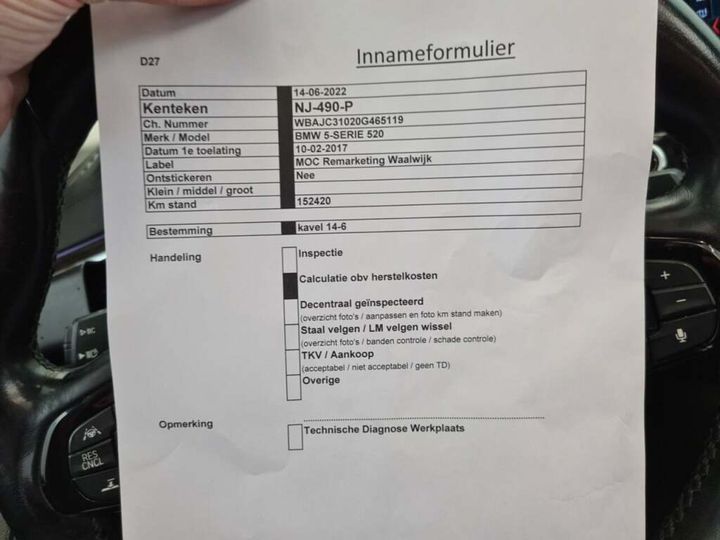 D27
Innameformulier
Datum 14-06-2022
Kenteken NJ-490-P
Ch. Nummer WBAJC31020G465119
Merk / Model BMW 5-SERIE 520
Datum 1e toelating 10-02-2017
Label MOC Remarketing Waalwijk
Ontstickeren Nee
Klein / middel / groot
Km stand 152420
Bestemming kavel 14-6
Handeling Inspectie
Calculatie obv herstelkosten
Decentraal geïnspecteerd
(overzicht foto's / aanpassen en foto km stand maken)
Staal velgen / LM velgen wissel
(overzicht foto's / banden controle / schade controle)
TKV / Aankoop
(acceptabel / niet acceptabel / geen TD)
Overige
Opmerking
Technische Diagnose Werkplaats
RES
CNCL
+
-